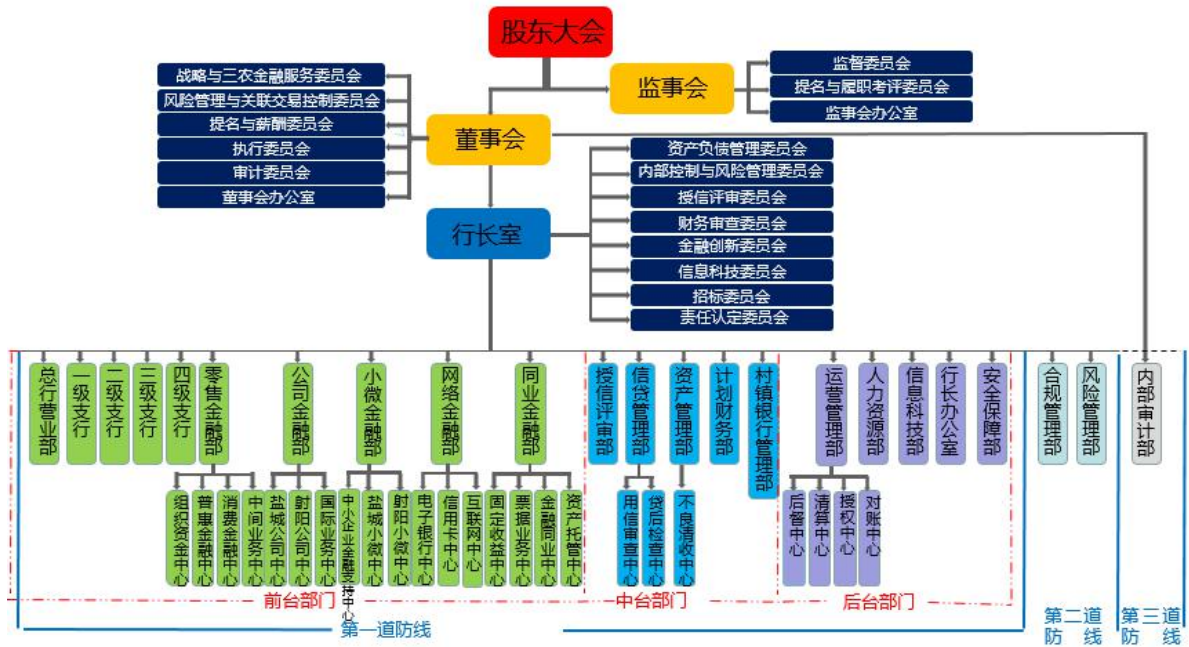 股东大会
监事会
监督委员会
提名与履职考评委员会
监事会办公室
战略与三农金融服务委员会
风险管理与关联交易控制委员会
提名与薪酬委员会
执行委员会
审计委员会
董事会办公室
董事会
行长室
资产负债管理委员会
内部控制与风险管理委员会
授信评审委员会
财务审查委员会
金融创新委员会
信息科技委员会
招标委员会
责任认定委员会
总行营业部
一级支行
二级支行
三级支行
四级支行
零售金融部
公司金融部
小微金融部
网络金融部
同业金融部
授信评审部
信贷管理部
资产管理部
计划财务部
村镇银行管理部
运营管理部
人力资源部
信息科技部
行长办公室
安全保障部
合规管理部
风险管理部
内部审计部
组织资金中心
普惠金融中心
消费金融中心
中间业务中心
盐城公司中心
射阳公司中心
国际业务中心
中小企业金融支持中心
盐城小微中心
射阳小微中心
电子银行中心
信用卡中心
互联网中心
固定收益中心
票据业务中心
金融同业中心
资产托管中心
用信审查中心
贷后检查中心
不良清收中心
后督中心
清算中心
授权中心
对账中心
前台部门
中台部门
后台部门
第一道防线
第二道
防 线
第三道
防 线